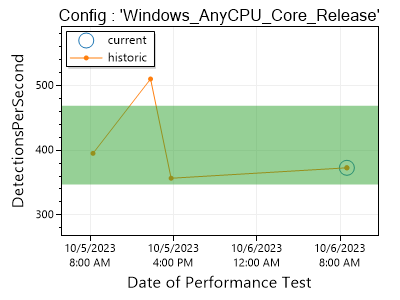 Config : 'Windows_AnyCPU_Core_Release'
current
historic
DetectionsPerSecond
500
400
300
10/5/2023 10/5/2023 10/6/2023 10/6/2023
8:00 AM 4:00 PM 12:00 AM 8:00 AM
Date of Performance Test